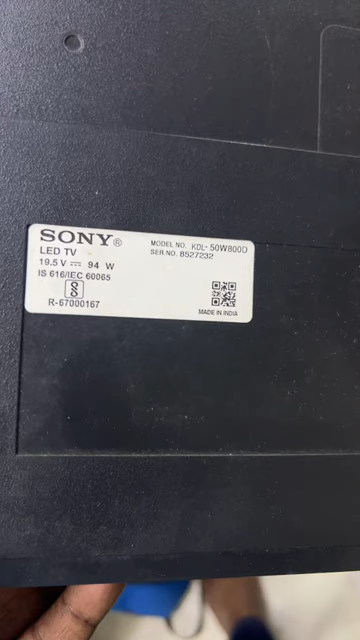 SONY® MODEL NO. KDL-50W800D
LED TV SER.NO. 8527232
19.5 V ⎓ 94 W
IS 616/IEC 60065
R-67000167
MADE IN INDIA